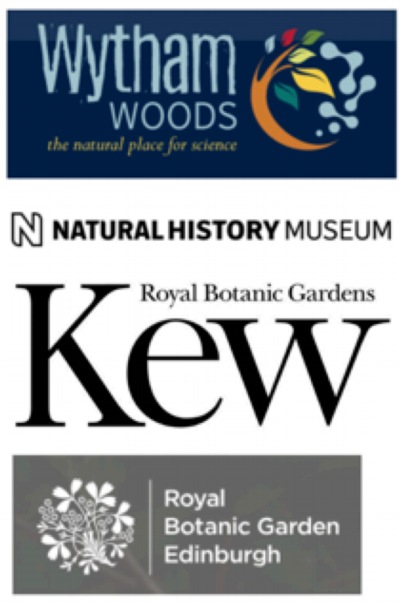 Wytham
WOODS
the natural place for science
N NATURAL HISTORY MUSEUM
Royal Botanic Gardens
Kew
Royal
Botanic Garden
Edinburgh